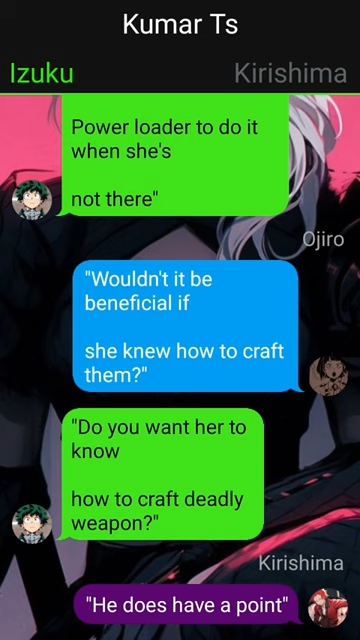 Kumar Ts
Izuku
Kirishima
Power loader to do it
when she's
not there"
Ojiro
"Wouldn't it be
beneficial if
she knew how to craft
them?"
"Do you want her to
know
how to craft deadly
weapon?"
Kirishima
"He does have a point"